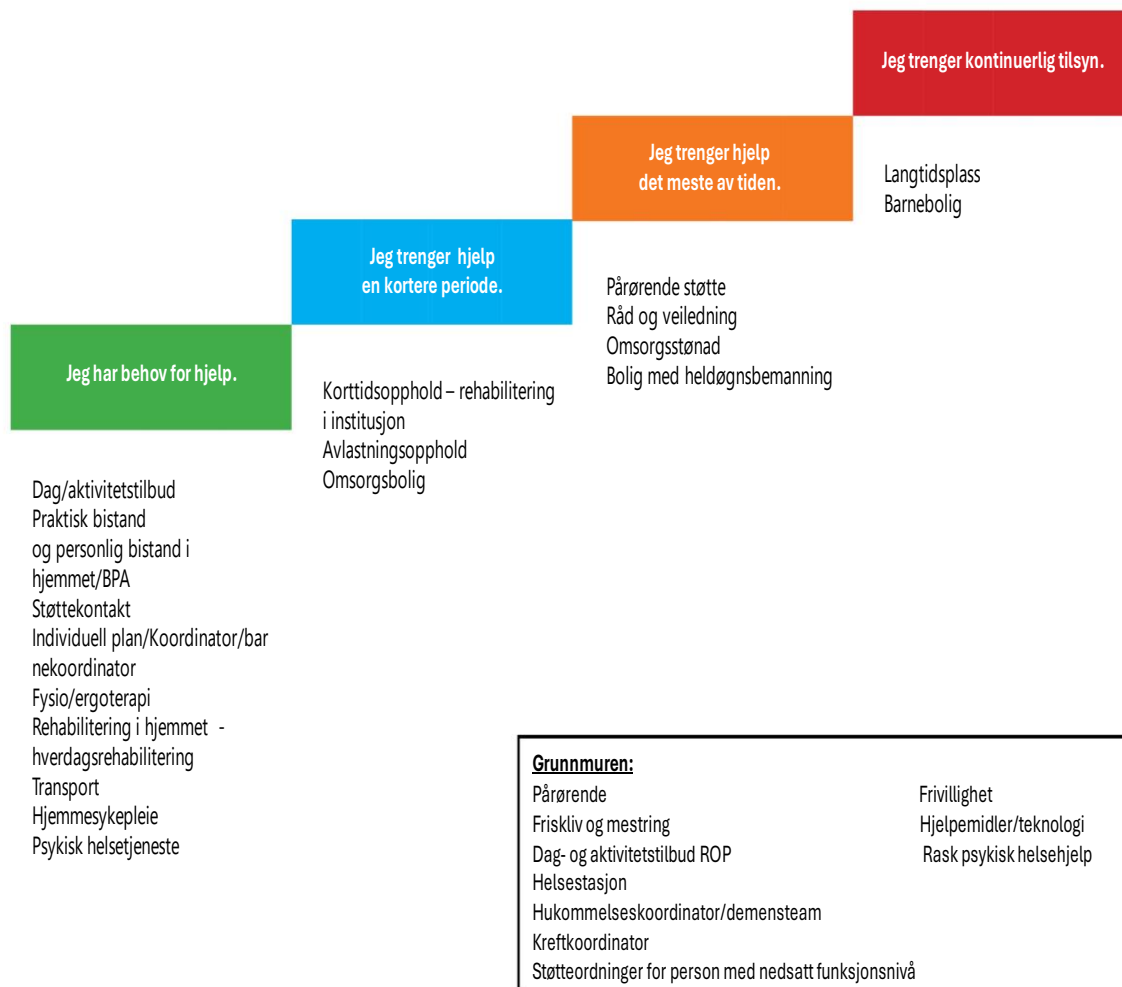 Jeg trenger kontinuerlig tilsyn.
Langtidsplass
Barnebolig
Jeg trenger hjelp
det meste av tiden.
Pårørende støtte
Råd og veiledning
Omsorgsstønad
Bolig med heldøgnsbemanning
Jeg trenger hjelp
en kortere periode.
Korttidsopphold – rehabilitering
i institusjon
Avlastningsopphold
Omsorgsbolig
Jeg har behov for hjelp.
Dag/aktivitetstilbud
Praktisk bistand
og personlig bistand i
hjemmet/BPA
Støttekontakt
Individuell plan/Koordinator/bar
nekoordinator
Fysio/ergoterapi
Rehabilitering i hjemmet -
hverdagsrehabilitering
Transport
Hjemmesykepleie
Psykisk helsetjeneste
Grunnmuren:
Pårørende
Friskliv og mestring
Dag- og aktivitetstilbud ROP
Helsestasjon
Hukommelseskoordinator/demensteam
Kreftkoordinator
Støtteordninger for person med nedsatt funksjonsnivå
Frivillighet
Hjelpemidler/teknologi
Rask psykisk helsehjelp